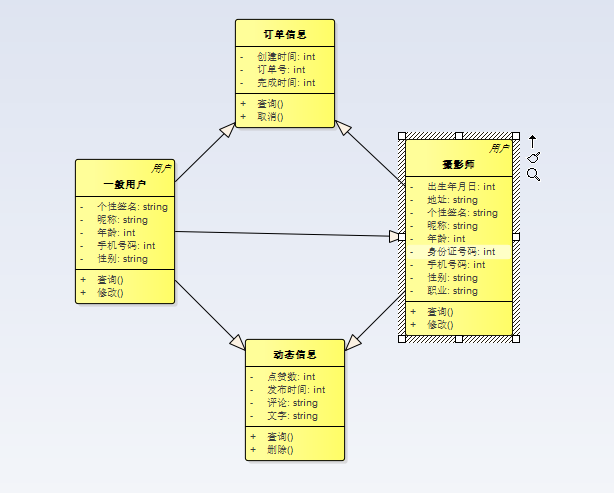 订单信息
- 创建时间: int
- 订单号: int
- 完成时间: int
+ 查询()
+ 取消()
用户
一般用户
- 个性签名: string
- 昵称: string
- 年龄: int
- 手机号码: int
- 性别: string
+ 查询()
+ 修改()
用户
摄影师
- 出生年月日: int
- 地址: string
- 个性签名: string
- 昵称: string
- 年龄: int
- 身份证号码: int
- 手机号码: int
- 性别: string
- 职业: string
+ 查询()
+ 修改()
动态信息
- 点赞数: int
- 发布时间: int
- 评论: string
- 文字: string
+ 查询()
+ 删除()